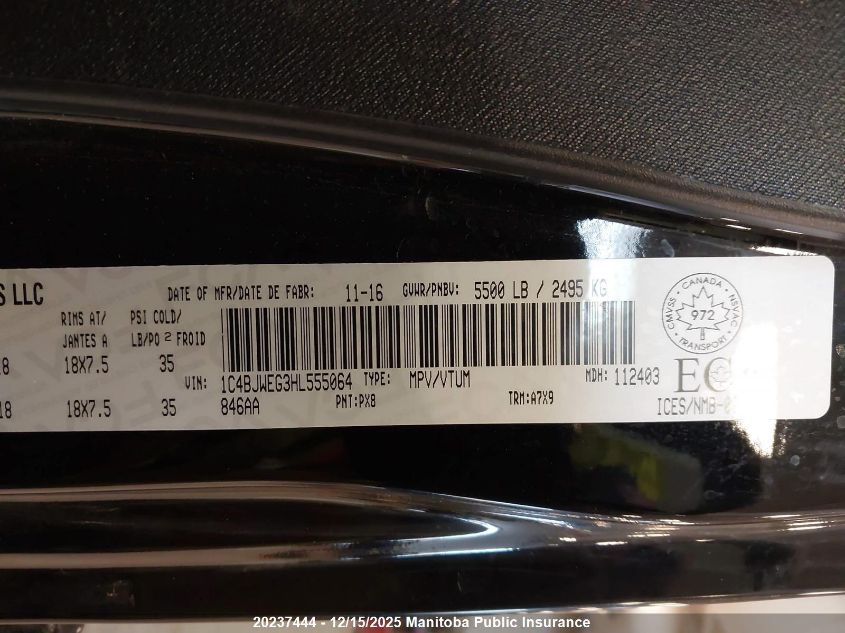 S LLC
DATE OF MFR/DATE DE FABR: 11-16 GVWR/PNBV: 5500 LB / 2495 KG
RIMS AT/ JANTES A
PSI COLD/ LB/PO 2 FROID
18X7.5 35
VIN: 1C4BJWEG3HL555064 TYPE: MPV/VTUM MDH: 112403
18 18X7.5 35
846AA PNT:PX8 TRM:A7X9
CANADA
CMVSS 972 NSVAC
TRANSPORT
EC
ICES/NMB-
20237444 - 12/15/2025 Manitoba Public Insurance